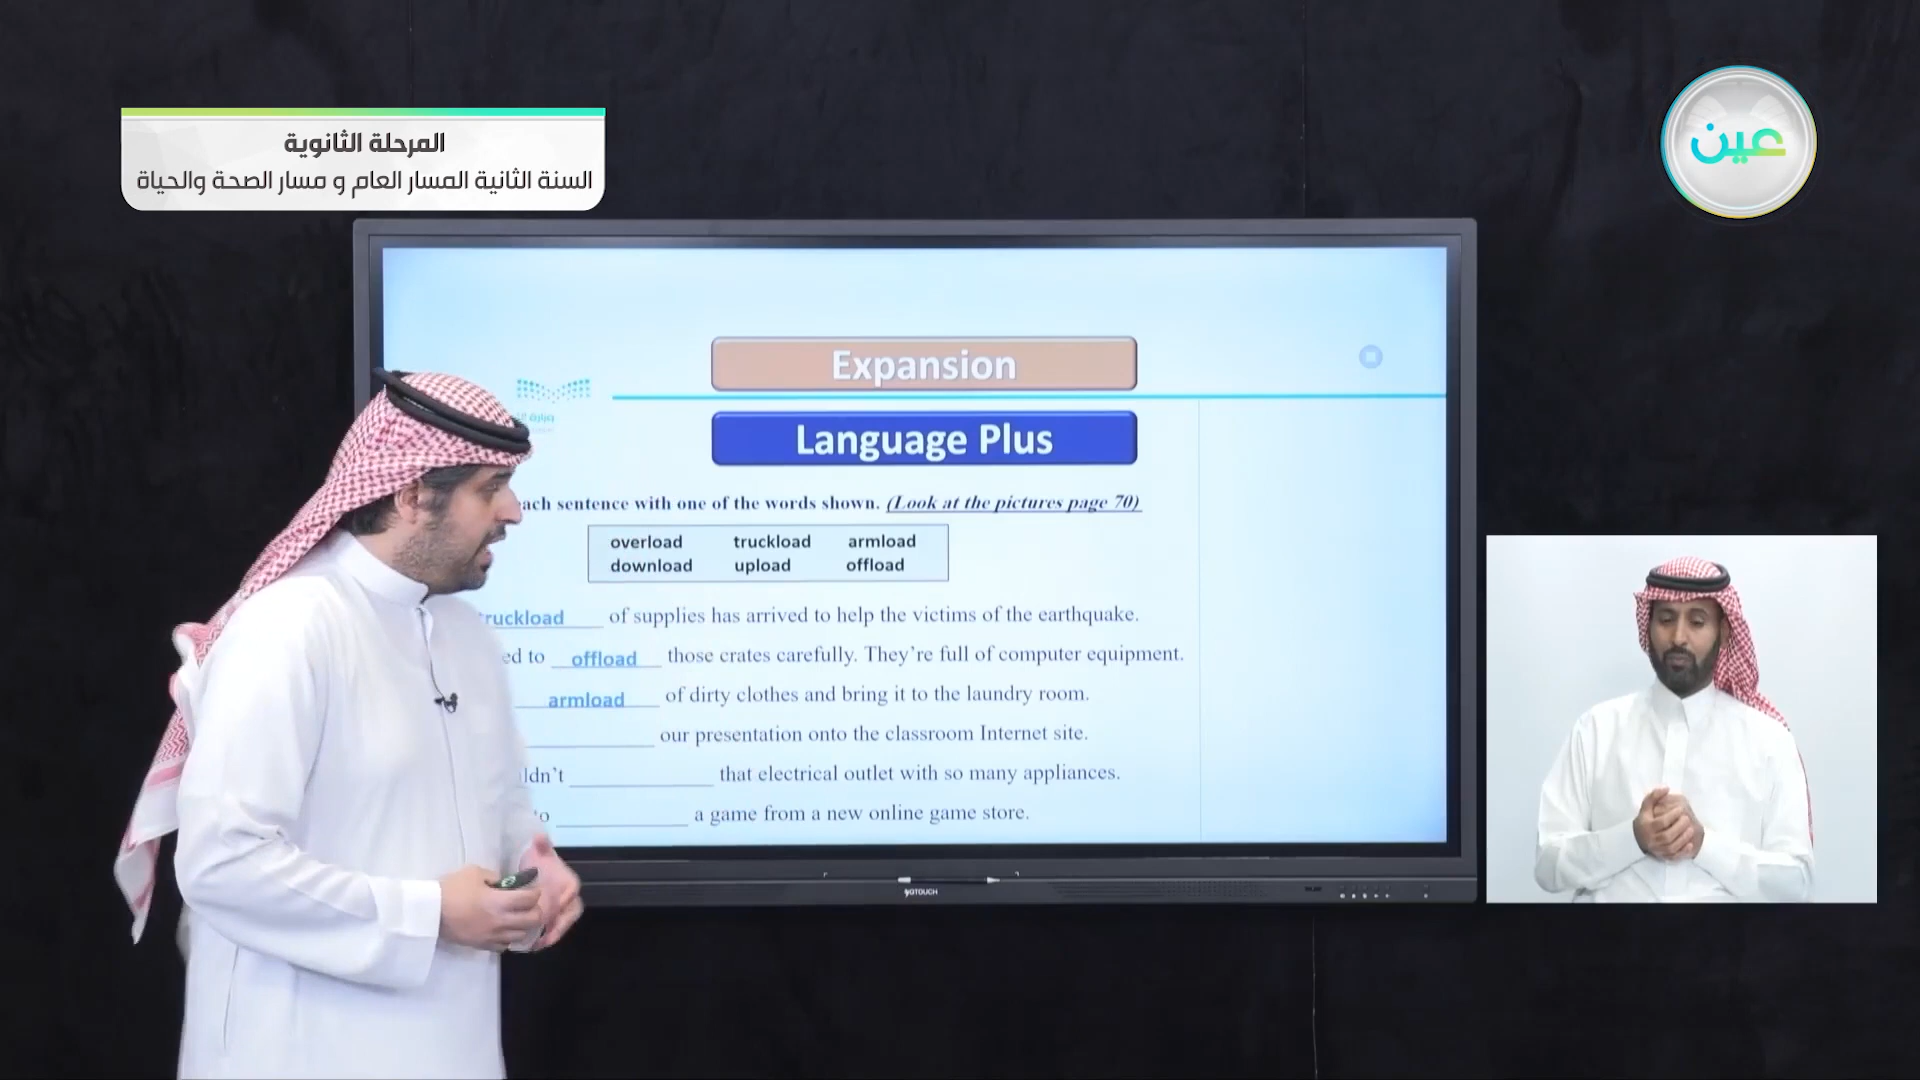 المرحلة الثانوية
السنة الثانية المسار العام و مسار الصحة والحياة
عين
Expansion
Language Plus
each sentence with one of the words shown. (Look at the pictures page 70)
overload truckload armload
download upload offload
truckload of supplies has arrived to help the victims of the earthquake.
ed to offload those crates carefully. They're full of computer equipment.
armload of dirty clothes and bring it to the laundry room.
our presentation onto the classroom Internet site.
ldn't that electrical outlet with so many appliances.
to a game from a new online game store.